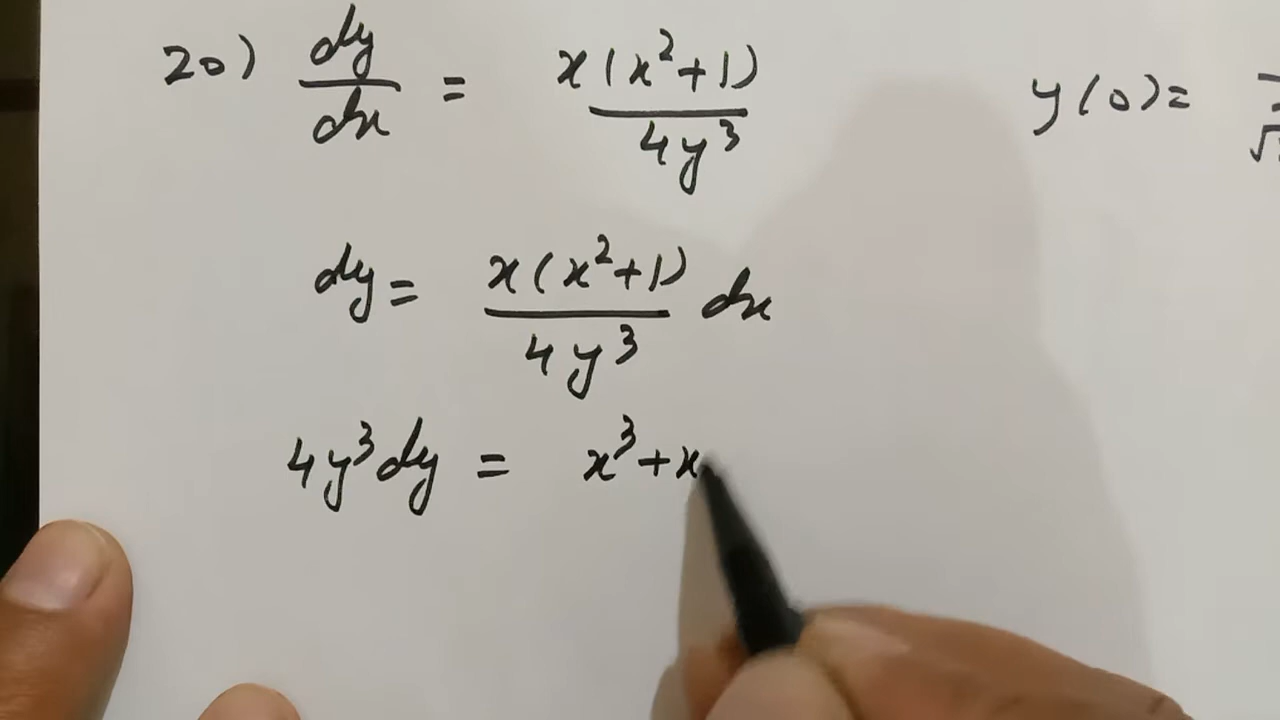 20) dy/dx = x(x²+1)/4y³ y(0)=
dy = x(x²+1)/4y³ dx
4y³dy = x³+x